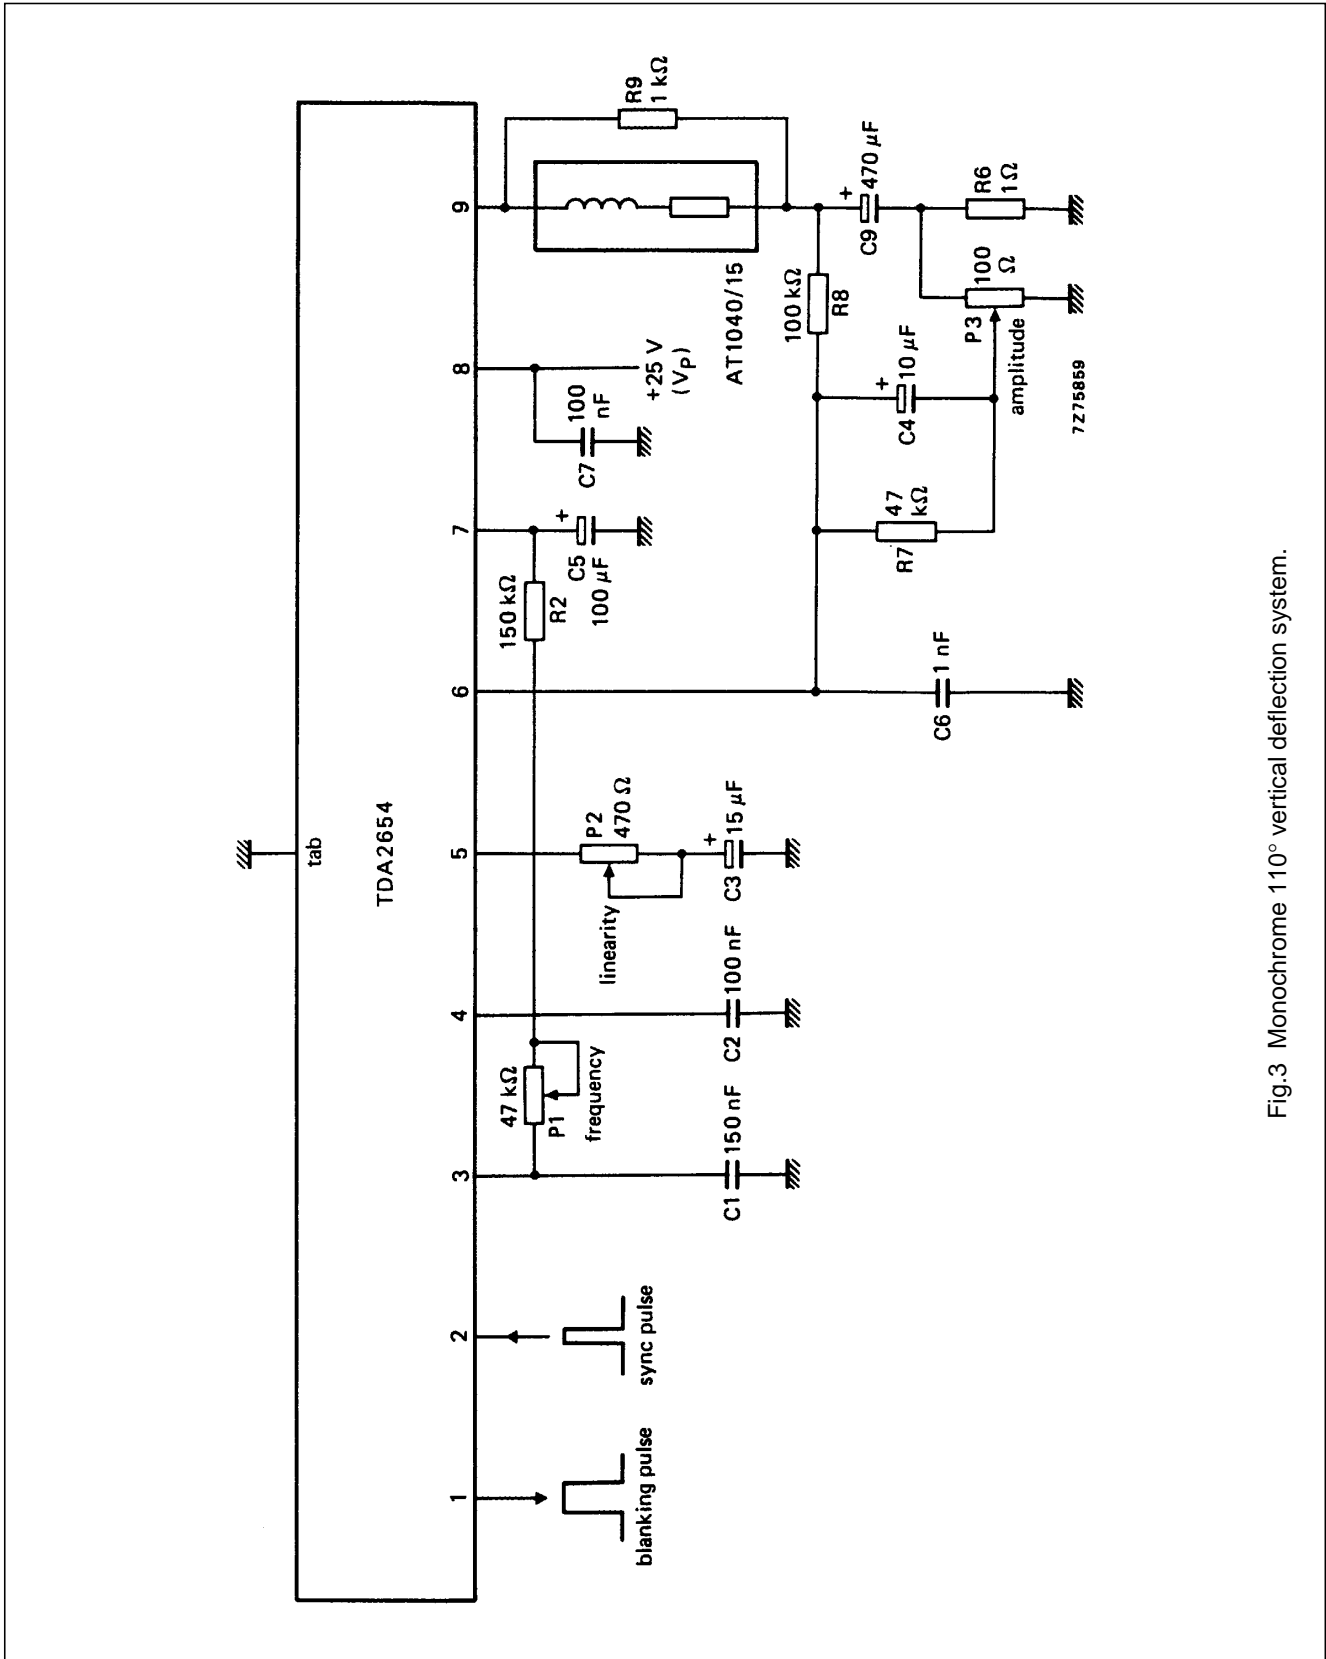 tab
TDA2654
1
2
3
4
5
6
7
8
9
blanking pulse
sync pulse
47 kΩ
P1
frequency
C1
150 nF
C2
100 nF
linearity
P2
470 Ω
C3
+
15 μF
150 kΩ
R2
C5
+
100 μF
C7
100
nF
+25 V
(VP)
AT1040/15
R9
1 kΩ
100 kΩ
R8
C9
+
470 μF
R6
1Ω
P3
100
Ω
amplitude
C4
+
10 μF
R7
47
kΩ
C6
1 nF
7Z75859
Fig.3 Monochrome 110° vertical deflection system.